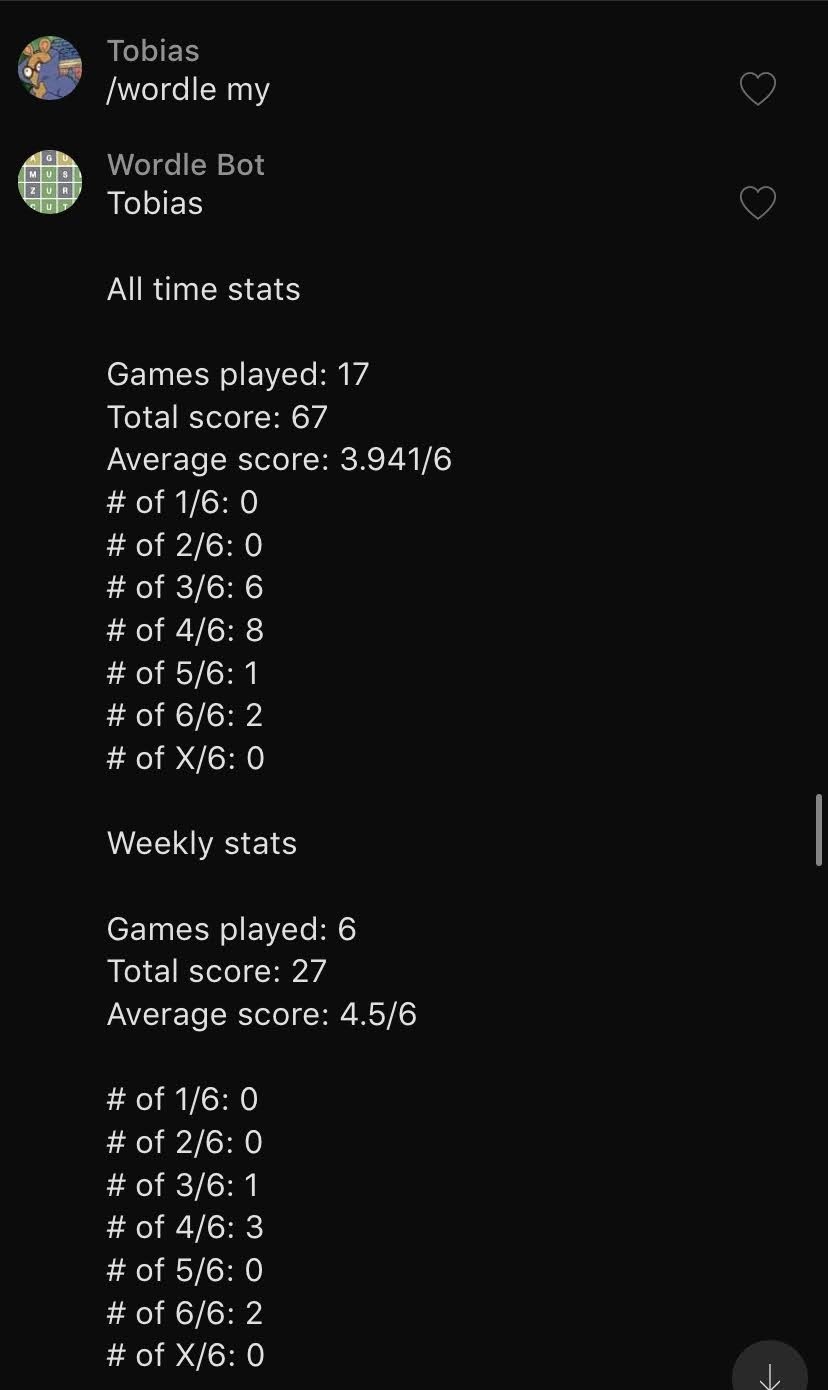 Tobias
/wordle my
A G U
M U S
Z U R
C U T
Wordle Bot
Tobias
All time stats
Games played: 17
Total score: 67
Average score: 3.941/6
# of 1/6: 0
# of 2/6: 0
# of 3/6: 6
# of 4/6: 8
# of 5/6: 1
# of 6/6: 2
# of X/6: 0
Weekly stats
Games played: 6
Total score: 27
Average score: 4.5/6
# of 1/6: 0
# of 2/6: 0
# of 3/6: 1
# of 4/6: 3
# of 5/6: 0
# of 6/6: 2
# of X/6: 0